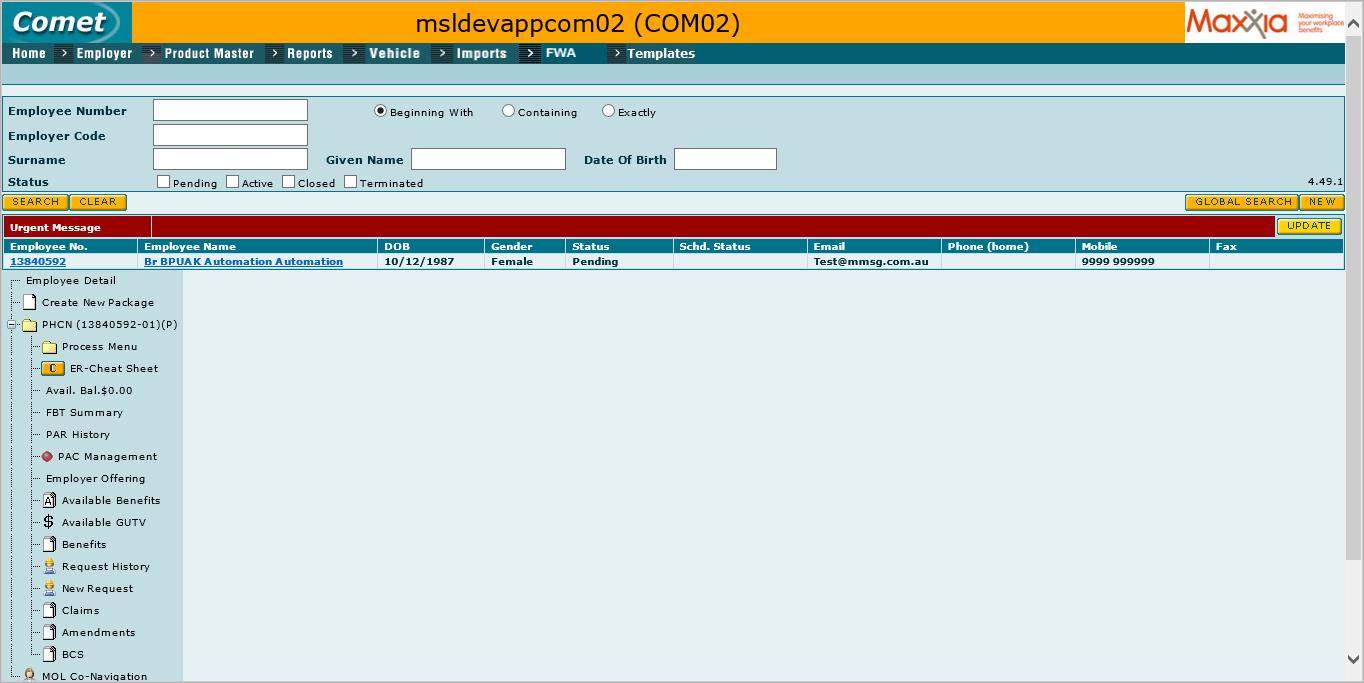 Comet msldevappcom02 (COM02) Maxxia Maximising your workplace benefits
Home > Employer > Product Master > Reports > Vehicle > Imports > FWA > Templates
Employee Number Beginning With Containing Exactly
Employer Code
Surname Given Name Date Of Birth
Status Pending Active Closed Terminated 4.49.1
SEARCH CLEAR GLOBAL SEARCH NEW
Urgent Message UPDATE
Employee No. Employee Name DOB Gender Status Schd. Status Email Phone (home) Mobile Fax
13840592 Br BPUAK Automation Automation 10/12/1987 Female Pending Test@mmsg.com.au 9999 999999
Employee Detail
Create New Package
PHCN (13840592-01)(P)
Process Menu
C ER-Cheat Sheet
Avail. Bal.$0.00
FBT Summary
PAR History
PAC Management
Employer Offering
A Available Benefits
$ Available GUTV
Benefits
Request History
New Request
Claims
Amendments
BCS
MOL Co-Navigation